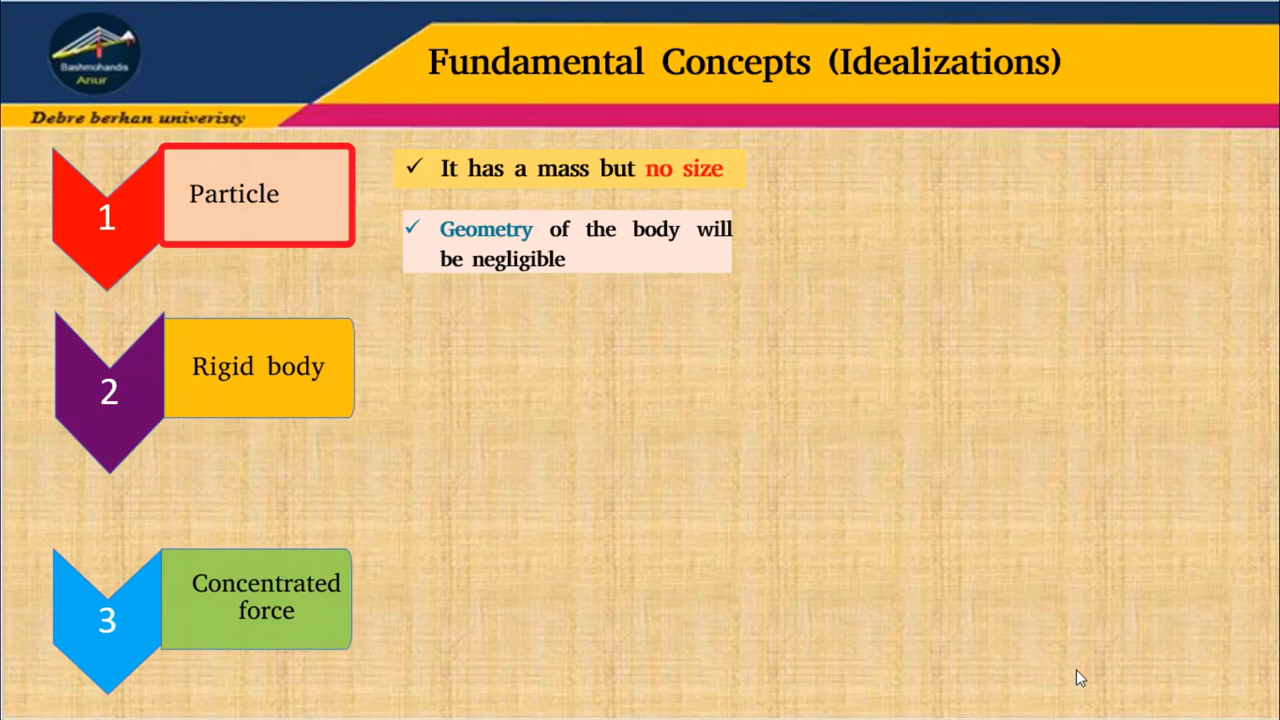 Bashmohandis
Anur
Fundamental Concepts (Idealizations)
Debre berhan univeristy
1
Particle
✓ It has a mass but no size
✓ Geometry of the body will
be negligible
2
Rigid body
3
Concentrated
force